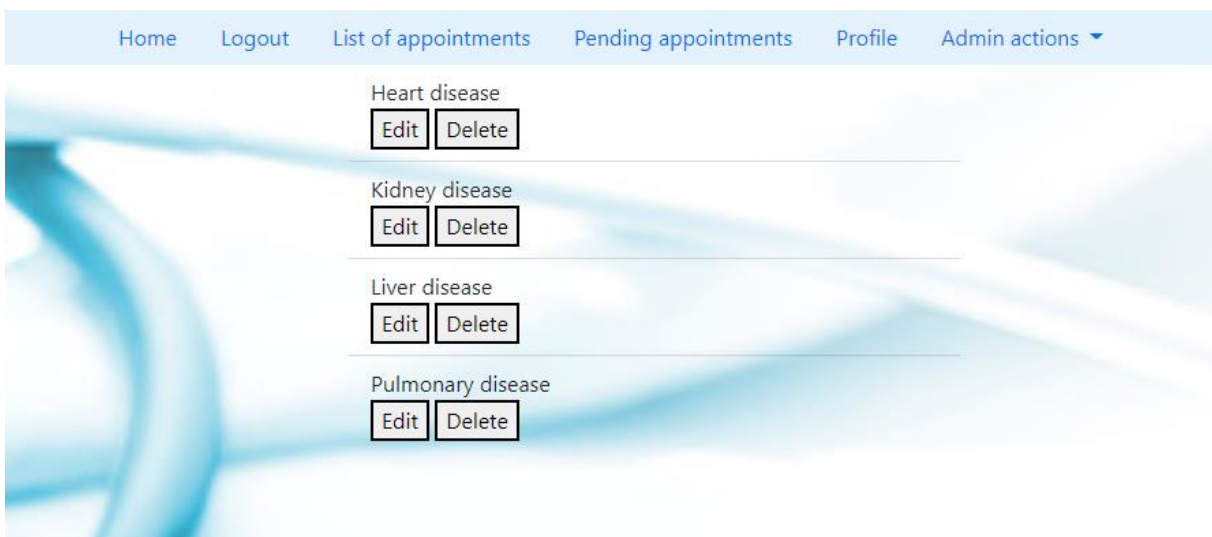 Home Logout List of appointments Pending appointments Profile Admin actions
Heart disease
Edit Delete
Kidney disease
Edit Delete
Liver disease
Edit Delete
Pulmonary disease
Edit Delete